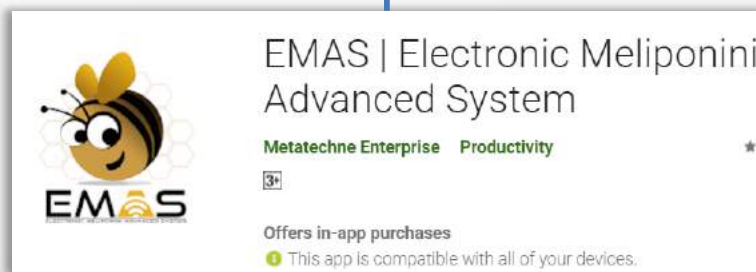 EMAS | Electronic Meliponini
Advanced System
Metatechne Enterprise Productivity
3+
EMAS
Offers in-app purchases
This app is compatible with all of your devices.